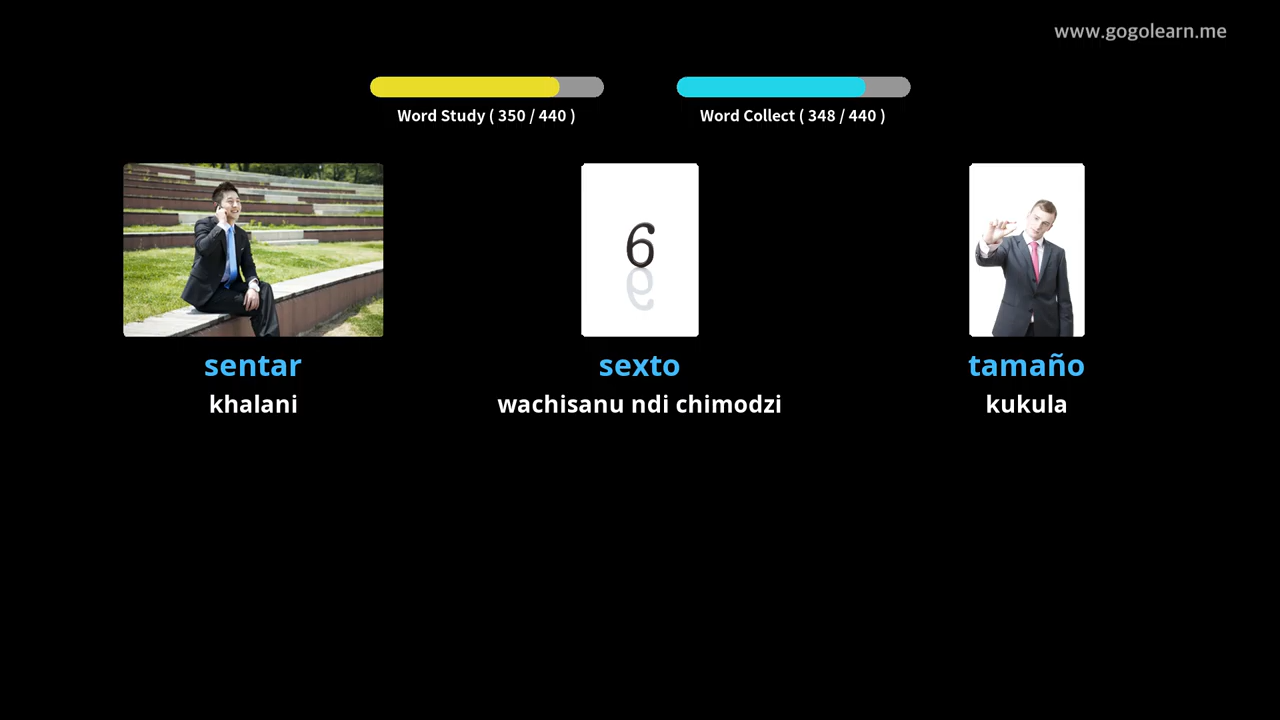 www.gogolearn.me
Word Study ( 350 / 440 )
Word Collect ( 348 / 440 )
6
sentar
sexto
tamaño
khalani
wachisanu ndi chimodzi
kukula